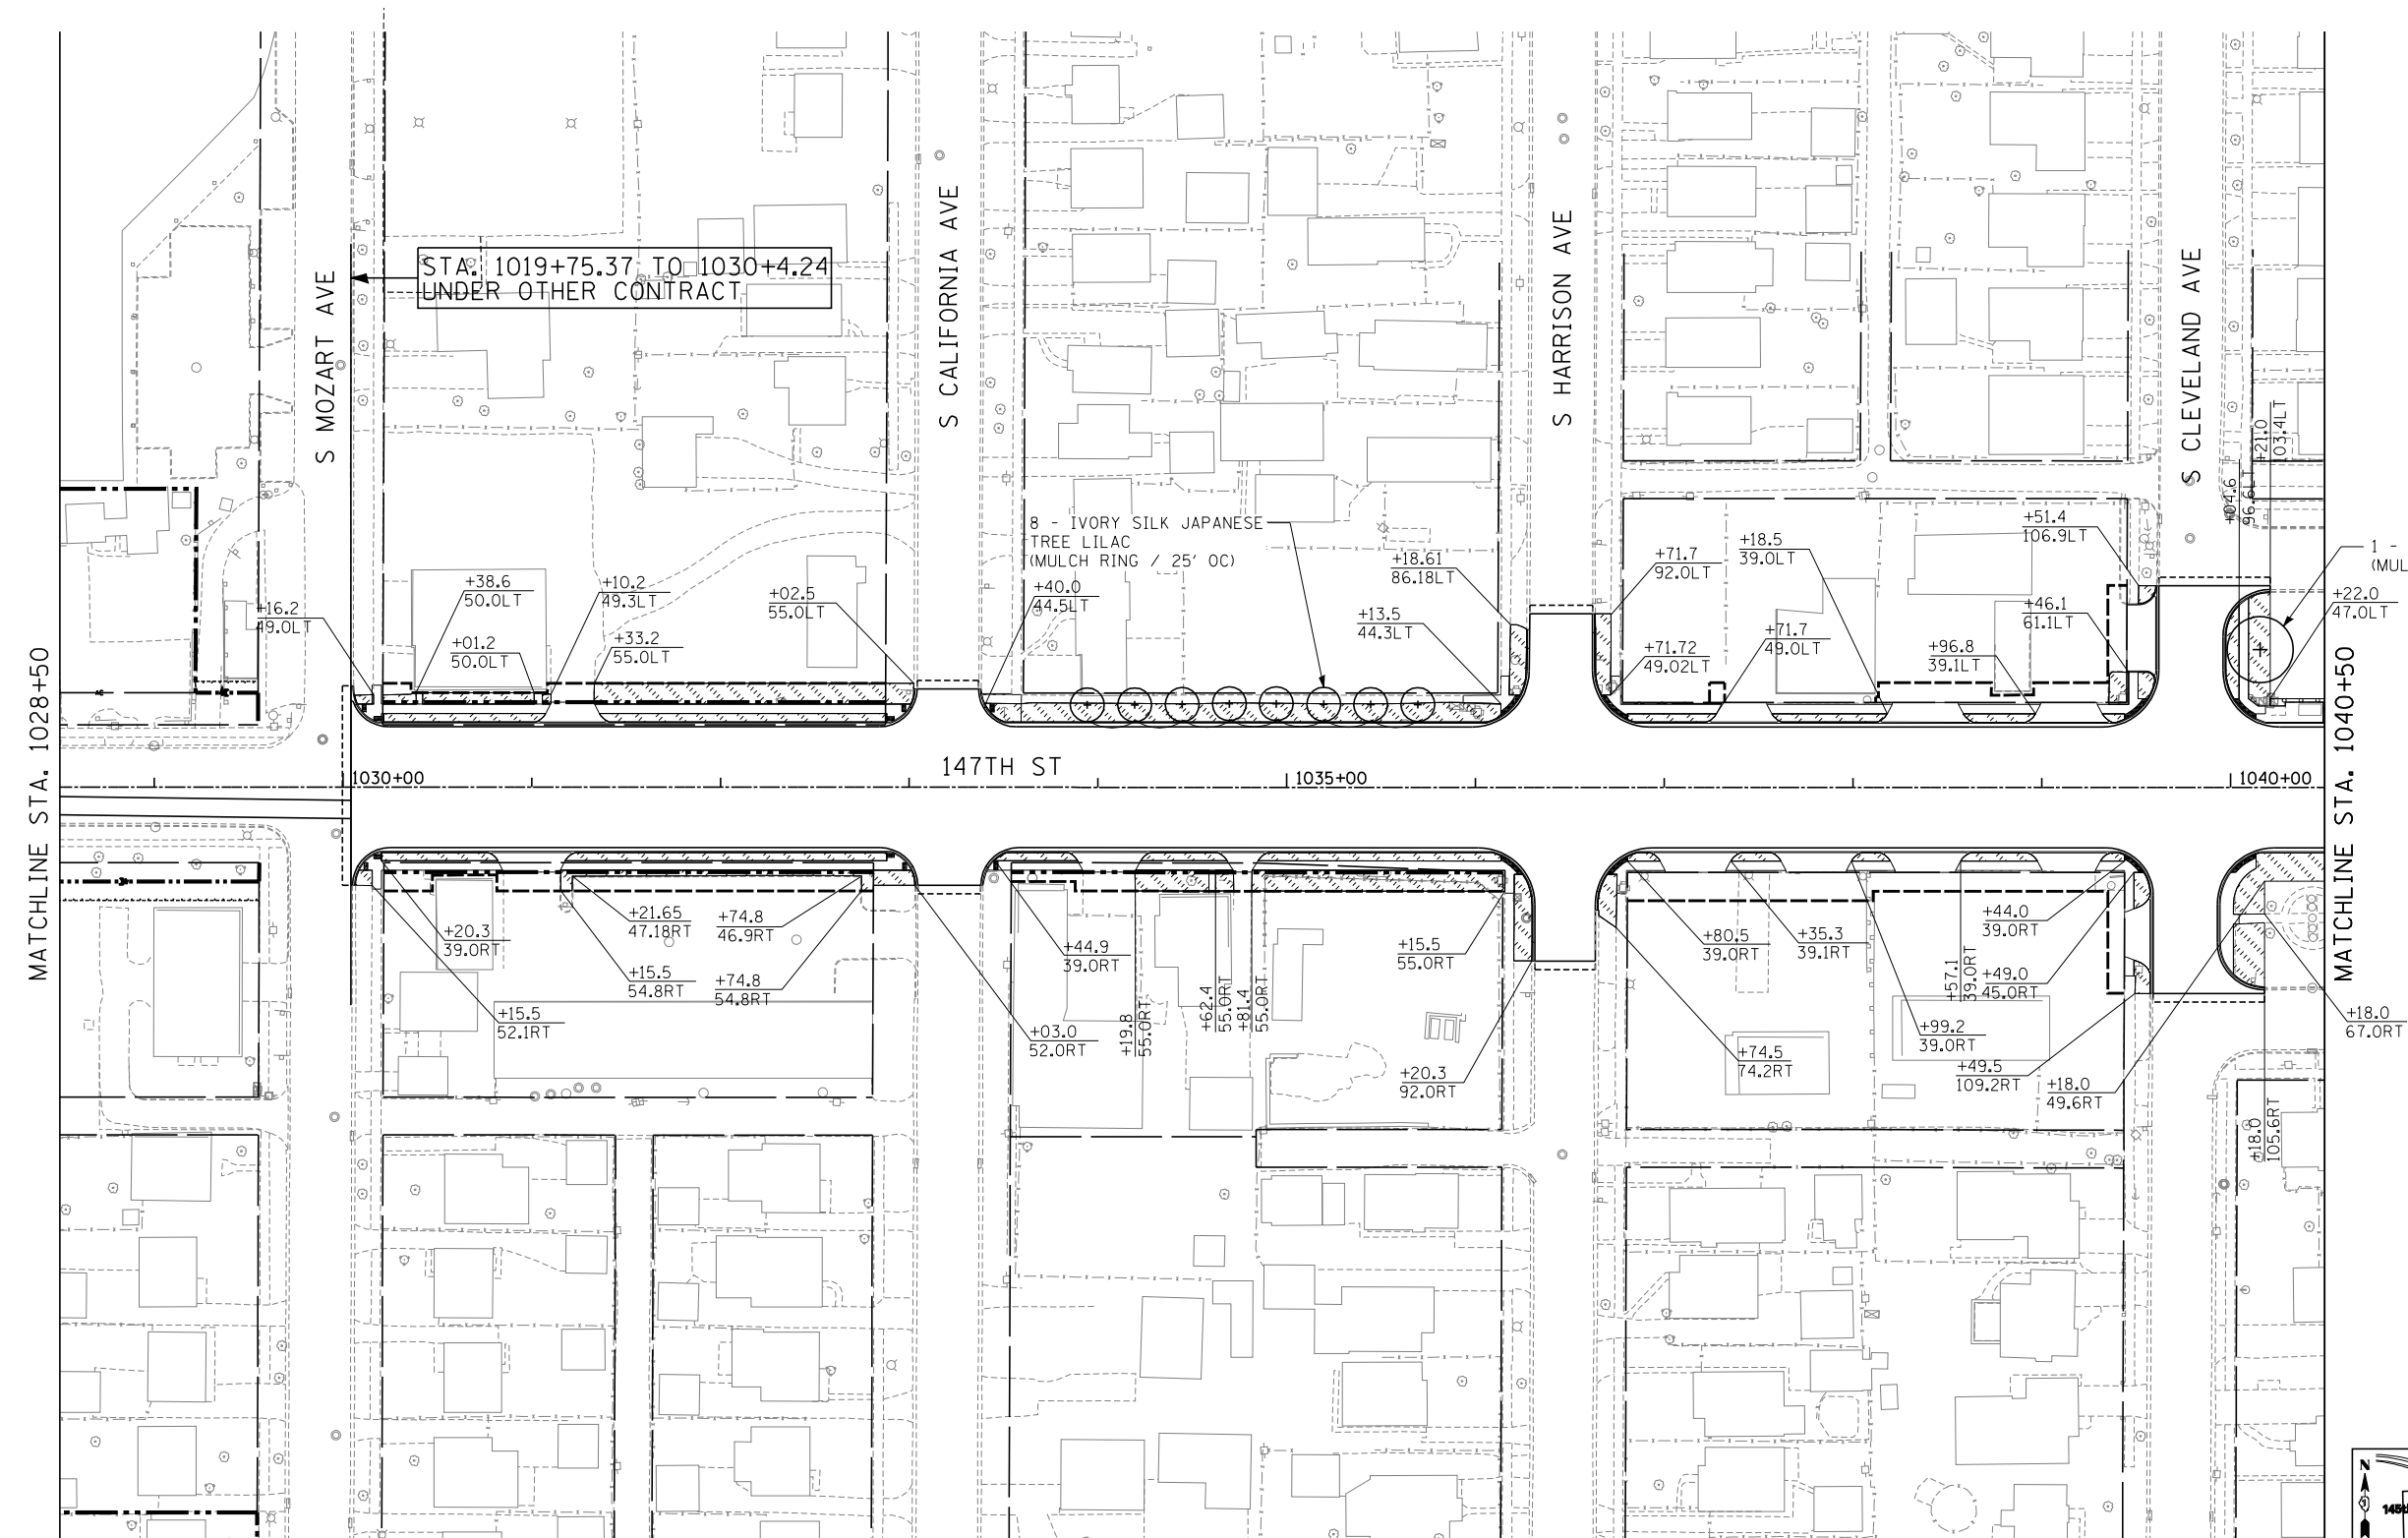 STA. 1019+75.37 TO 1030+4.24
UNDER OTHER CONTRACT
S MOZART AVE
S CALIFORNIA AVE
S HARRISON AVE
S CLEVELAND AVE
+21.0
103.4LT
+04.6
96.6LT
8 - IVORY SILK JAPANESE
TREE LILAC
(MULCH RING / 25' OC)
1 -
(MUL
+16.2
49.0LT
+38.6
50.0LT
+01.2
50.0LT
+10.2
49.3LT
+33.2
55.0LT
+02.5
55.0LT
+40.0
44.5LT
+18.61
86.18LT
+13.5
44.3LT
+71.7
92.0LT
+71.72
49.02LT
+18.5
39.0LT
+71.7
49.0LT
+96.8
39.1LT
+51.4
106.9LT
+46.1
61.1LT
+22.0
47.0LT
MATCHLINE STA. 1028+50
MATCHLINE STA. 1040+50
147TH ST
1030+00
1035+00
1040+00
+20.3
39.0RT
+15.5
52.1RT
+21.65
47.18RT
+15.5
54.8RT
+74.8
46.9RT
+74.8
54.8RT
+03.0
52.0RT
+44.9
39.0RT
+19.8
55.0RT
+62.4
55.0RT
+81.4
55.0RT
+15.5
55.0RT
+20.3
92.0RT
+80.5
39.0RT
+74.5
74.2RT
+35.3
39.1RT
+99.2
39.0RT
+57.1
39.0RT
+44.0
39.0RT
+49.0
45.0RT
+49.5
109.2RT
+18.0
49.6RT
+18.0
105.6RT
+18.0
67.0RT
N